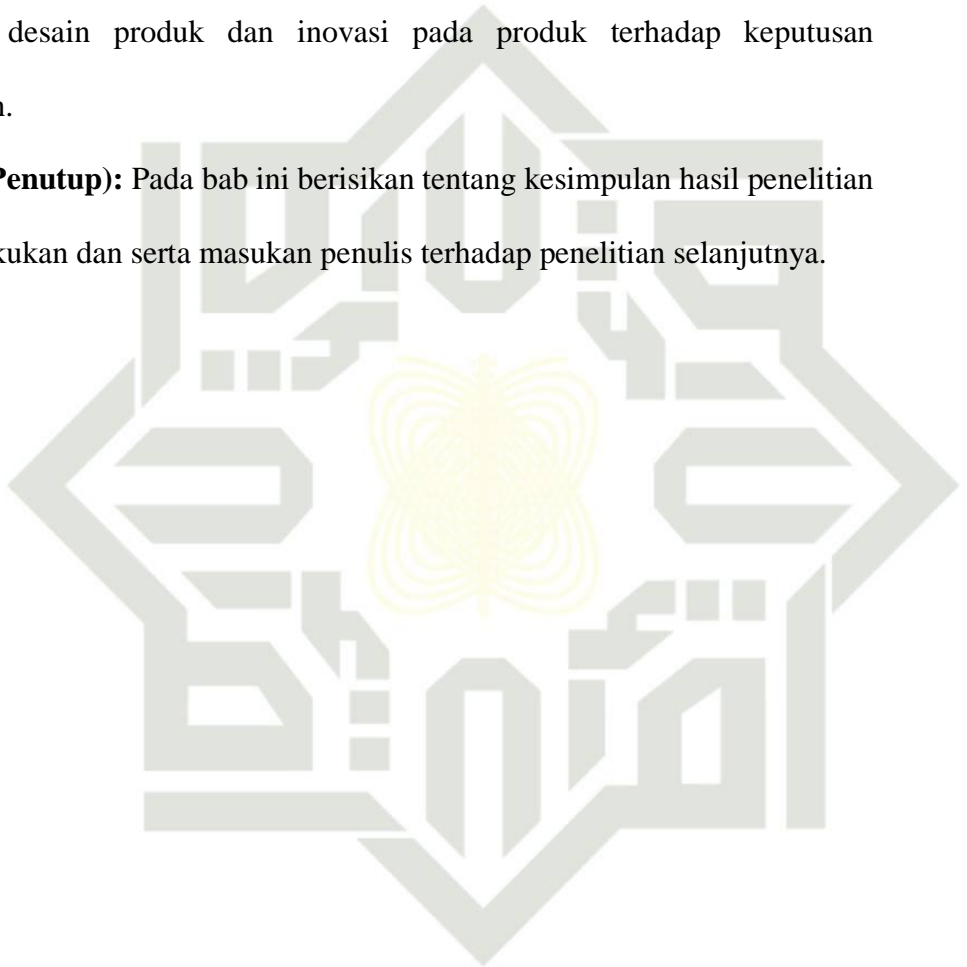 desain produk dan inovasi pada produk terhadap keputusan
n.
Penutup): Pada bab ini berisikan tentang kesimpulan hasil penelitian
kukan dan serta masukan penulis terhadap penelitian selanjutnya.